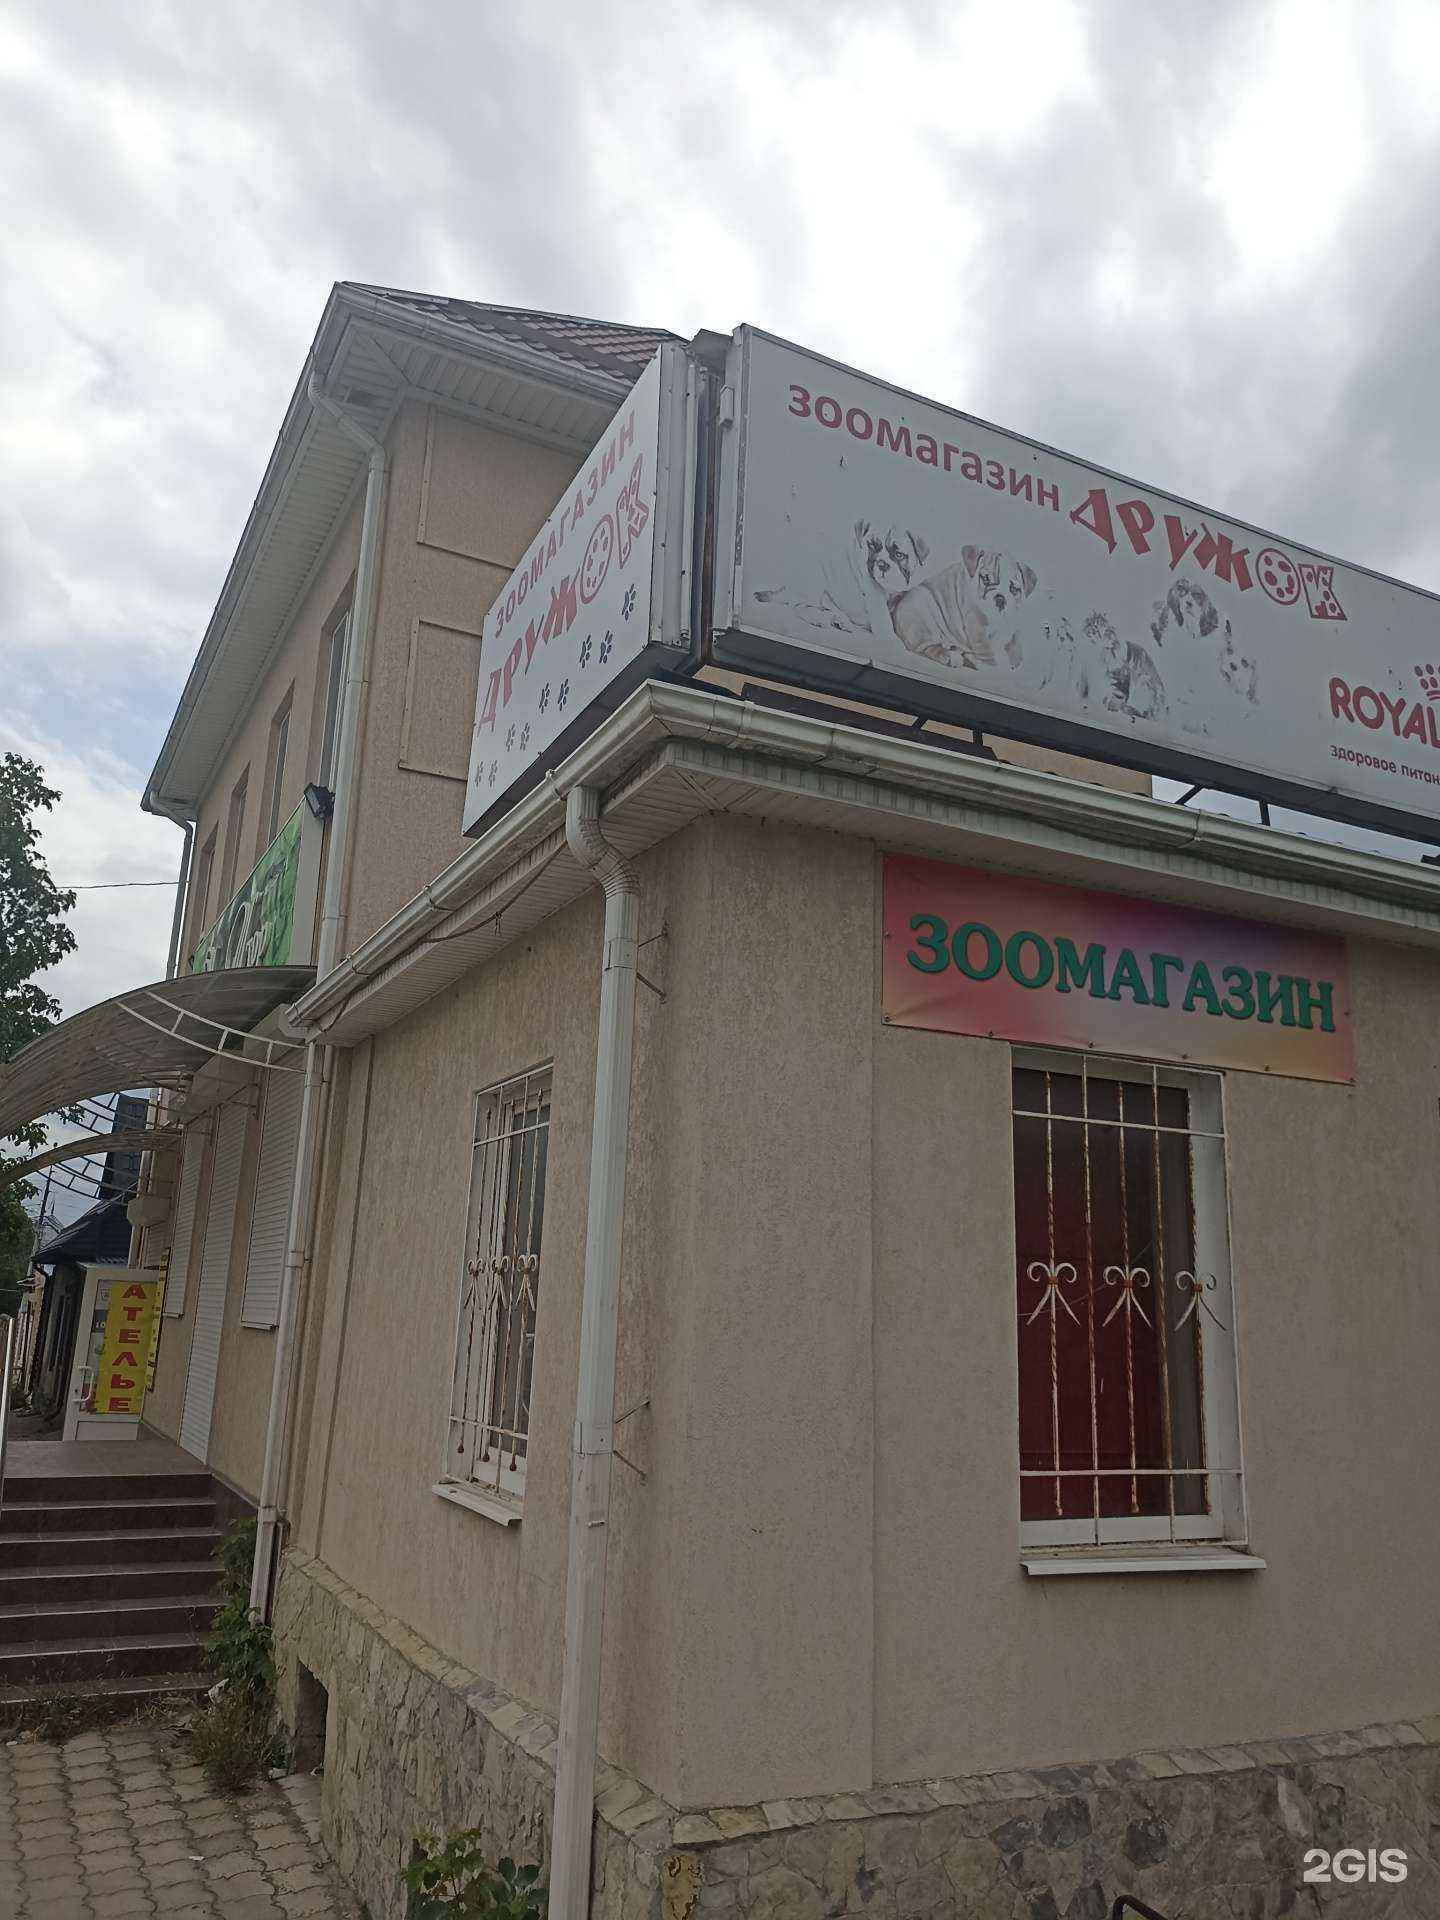 ЗООМАГАЗИН
ДРУЖОК
зоомагазин ДРУЖОК
ROYAL
здоровое питан
ЗООМАГАЗИН
АТЕЛЬЕ
2GIS